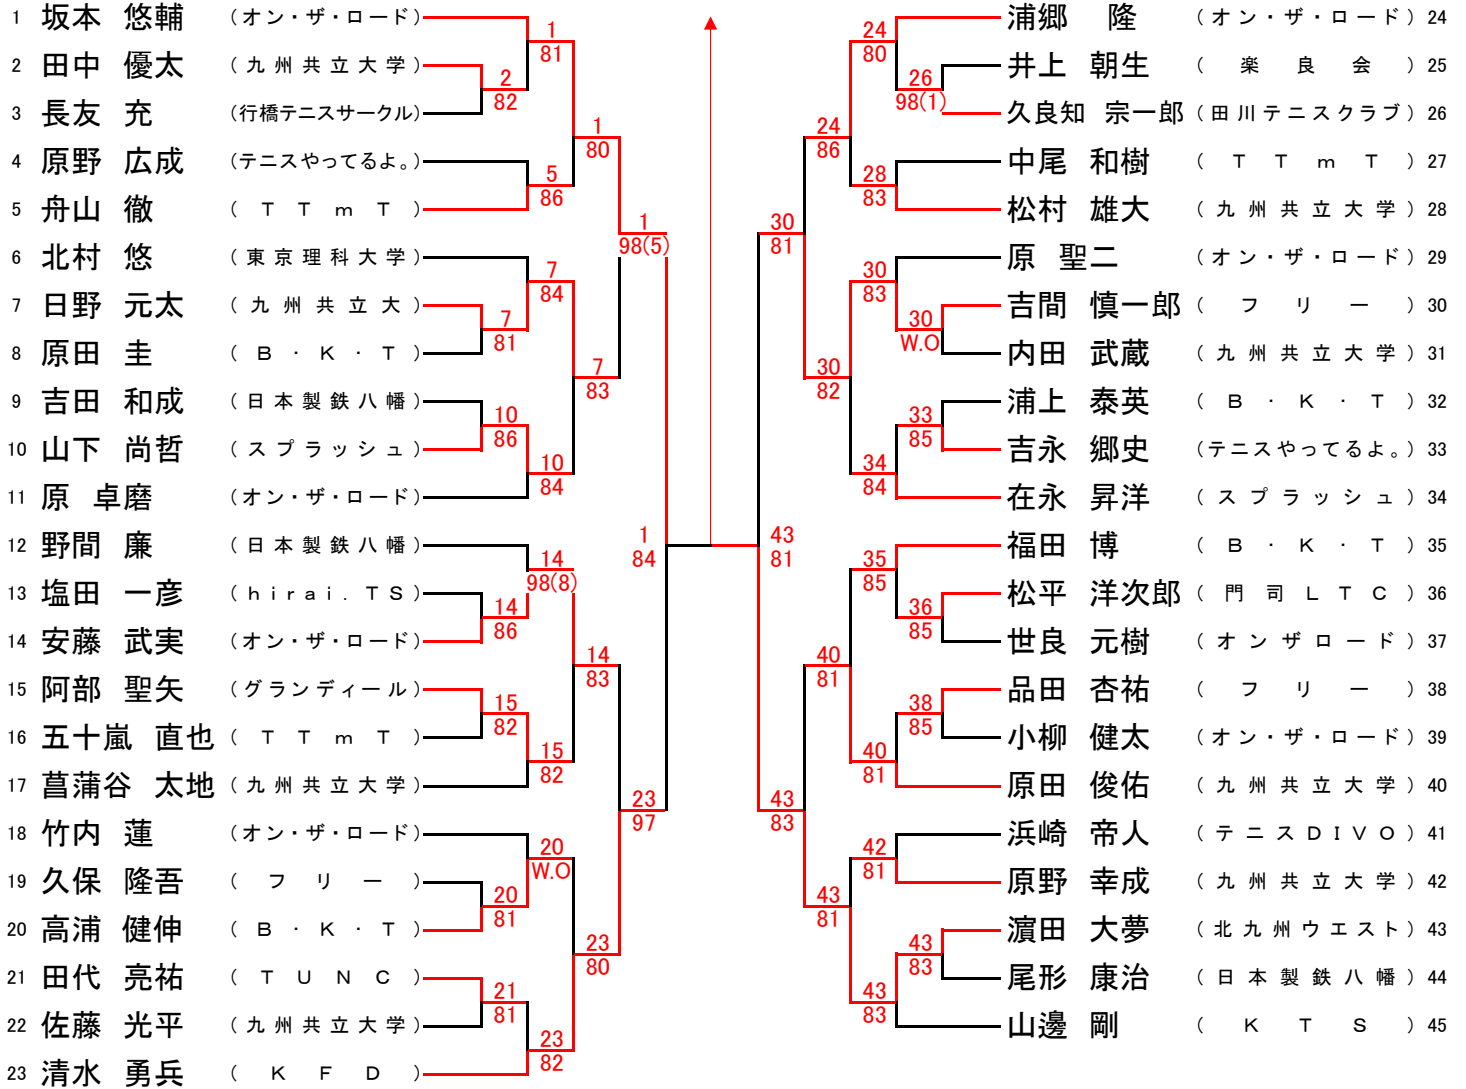 1 坂本 悠輔 (オン・ザ・ロード)
2 田中 優太 (九州共立大学)
3 長友 充 (行橋テニスサークル)
4 原野 広成 (テニスやってるよ。)
5 舟山 徹 (TTmT)
6 北村 悠 (東京理科大学)
7 日野 元太 (九州共立大)
8 原田 圭 (B・K・T)
9 吉田 和成 (日本製鉄八幡)
10 山下 尚哲 (スプラッシュ)
11 原 卓磨 (オン・ザ・ロード)
12 野間 廉 (日本製鉄八幡)
13 塩田 一彦 (hirai.TS)
14 安藤 武実 (オン・ザ・ロード)
15 阿部 聖矢 (グランディール)
16 五十嵐 直也 (TTmT)
17 菖蒲谷 太地 (九州共立大学)
18 竹内 蓮 (オン・ザ・ロード)
19 久保 隆吾 (フリー)
20 高浦 健伸 (B・K・T)
21 田代 亮祐 (TUNC)
22 佐藤 光平 (九州共立大学)
23 清水 勇兵 (KFD)
2
82
7
81
10
86
14
86
15
82
20
81
21
81
1
81
5
86
7
84
10
84
14
98(8)
15
82
20
W.O
23
82
1
80
7
83
14
83
23
80
1
98(5)
23
97
1
84
43
81
30
81
43
83
24
86
30
82
40
81
43
81
24
80
28
83
30
83
34
84
35
85
40
81
42
81
43
83
26
98(1)
30
W.O
33
85
36
85
38
85
43
83
浦郷 隆 (オン・ザ・ロード) 24
井上 朝生 (楽良会) 25
久良知 宗一郎 (田川テニスクラブ) 26
中尾 和樹 (TTmT) 27
松村 雄大 (九州共立大学) 28
原 聖二 (オン・ザ・ロード) 29
吉間 慎一郎 (フリー) 30
内田 武蔵 (九州共立大学) 31
浦上 泰英 (B・K・T) 32
吉永 郷史 (テニスやってるよ。) 33
在永 昇洋 (スプラッシュ) 34
福田 博 (B・K・T) 35
松平 洋次郎 (門司LTC) 36
世良 元樹 (オンザロード) 37
品田 杏祐 (フリー) 38
小柳 健太 (オン・ザ・ロード) 39
原田 俊佑 (九州共立大学) 40
浜崎 帝人 (テニスDIVO) 41
原野 幸成 (九州共立大学) 42
濵田 大夢 (北九州ウエスト) 43
尾形 康治 (日本製鉄八幡) 44
山邊 剛 (KTS) 45